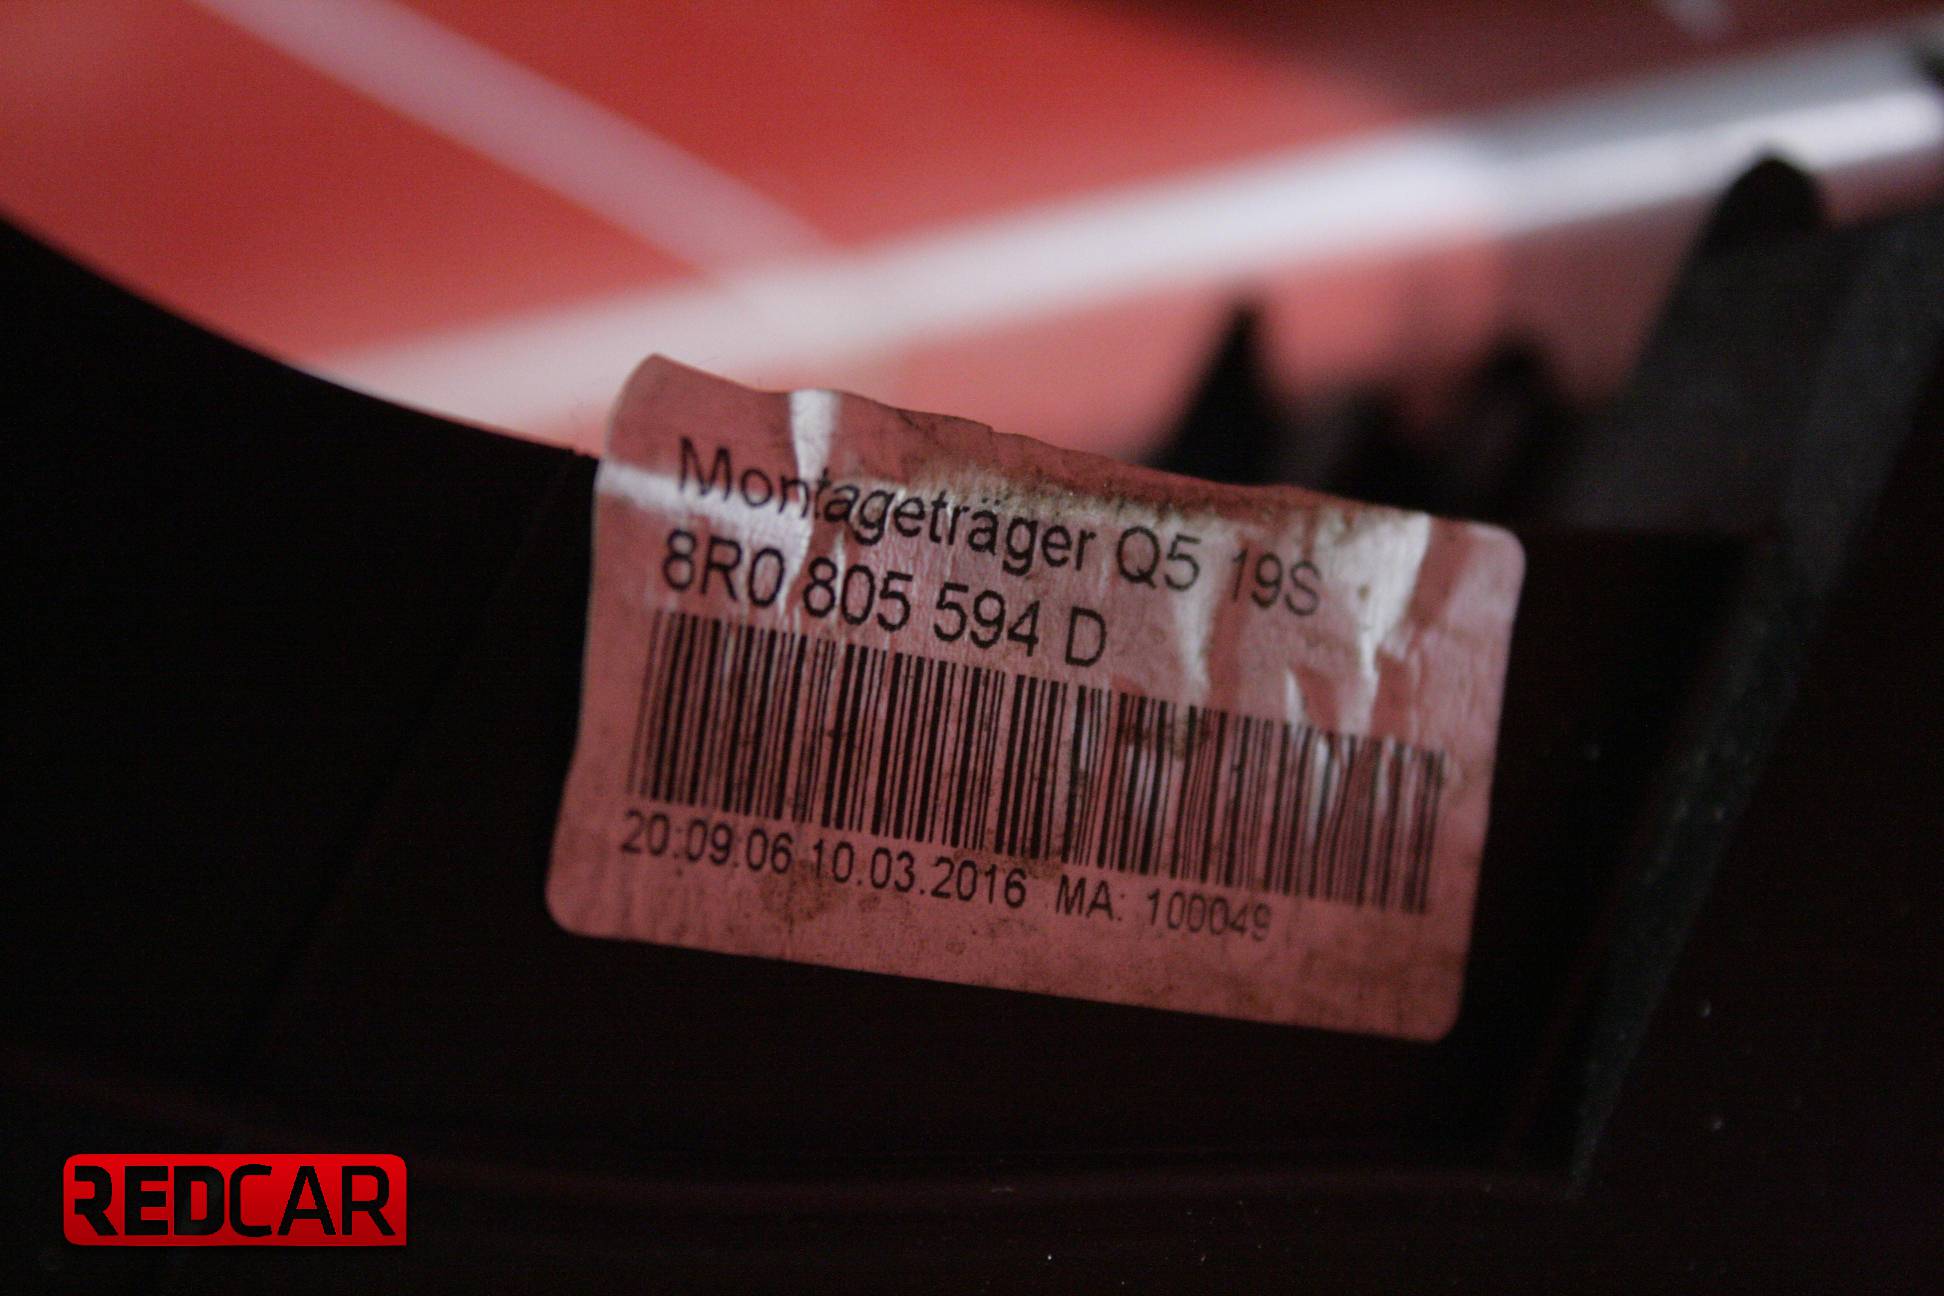 Montageträger Q5 19S
8R0 805 594 D
20:09:06 10.03.2016 MA: 100049
REDCAR